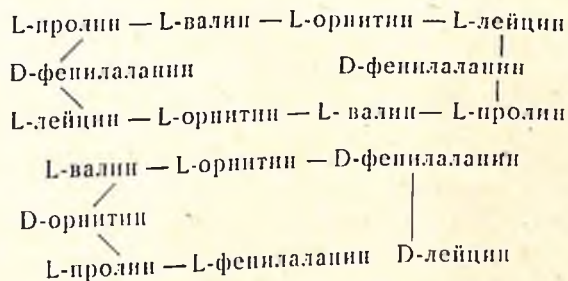 L-пролин — L-валин — L-орнитин — L-лейцин
D-фенилаланин D-фенилаланин
L-лейцин — L-орнитин — L- валин — L-пролин
L-валин — L-орнитин — D-фенилаланин
D-орнитин
L-пролин — L-фенилаланин D-лейцин